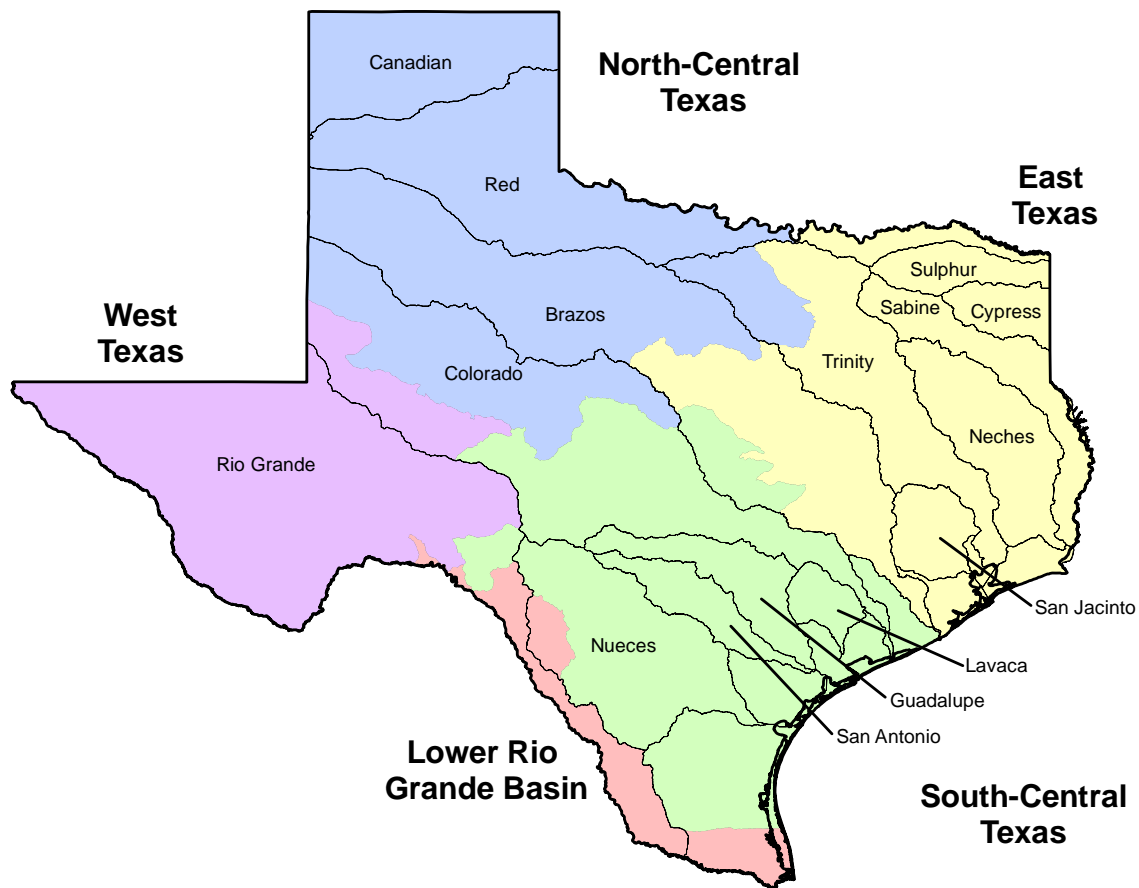 Canadian
North-Central
Texas
Red
East
Texas
Sulphur
Sabine
Cypress
West
Texas
Brazos
Trinity
Colorado
Neches
Rio Grande
San Jacinto
Nueces
Lavaca
Guadalupe
San Antonio
Lower Rio
Grande Basin
South-Central
Texas